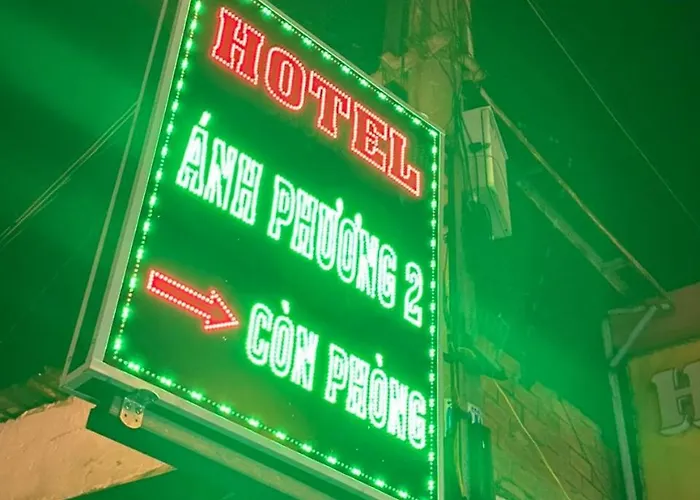 HOTEL
ÁNH PHƯƠNG 2
CÒN PHÒNG
H